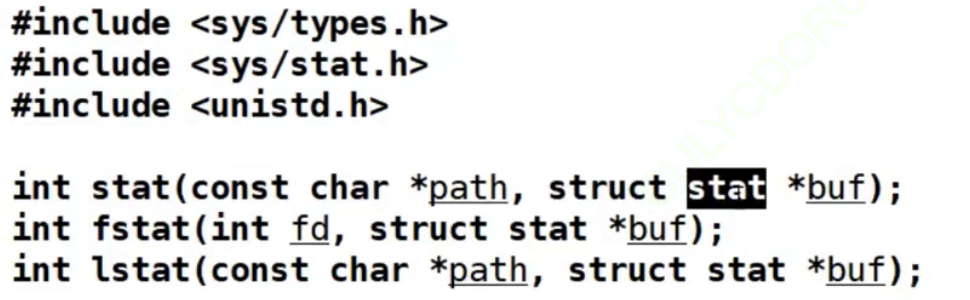 #include <sys/types.h>
#include <sys/stat.h>
#include <unistd.h>
int stat(const char *path, struct stat *buf);
int fstat(int fd, struct stat *buf);
int lstat(const char *path, struct stat *buf);